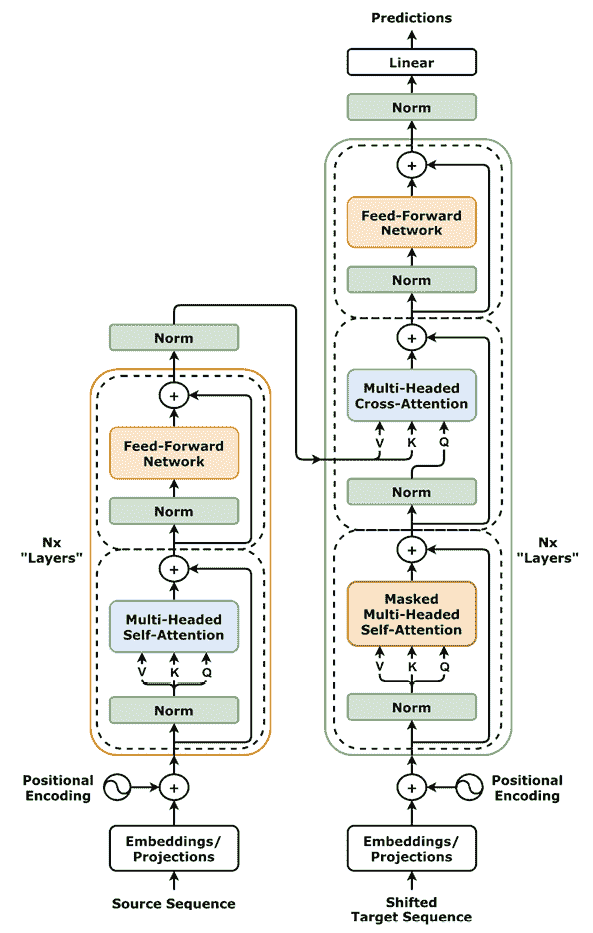 Predictions
Linear
Norm
Feed-Forward
Network
Norm
Multi-Headed
Cross-Attention
V K Q
Norm
Masked
Multi-Headed
Self-Attention
V K Q
Norm
Nx
"Layers"
Positional
Encoding
Embeddings/
Projections
Shifted
Target Sequence
Norm
Feed-Forward
Network
Norm
Nx
"Layers"
Multi-Headed
Self-Attention
V K Q
Norm
Positional
Encoding
Embeddings/
Projections
Source Sequence